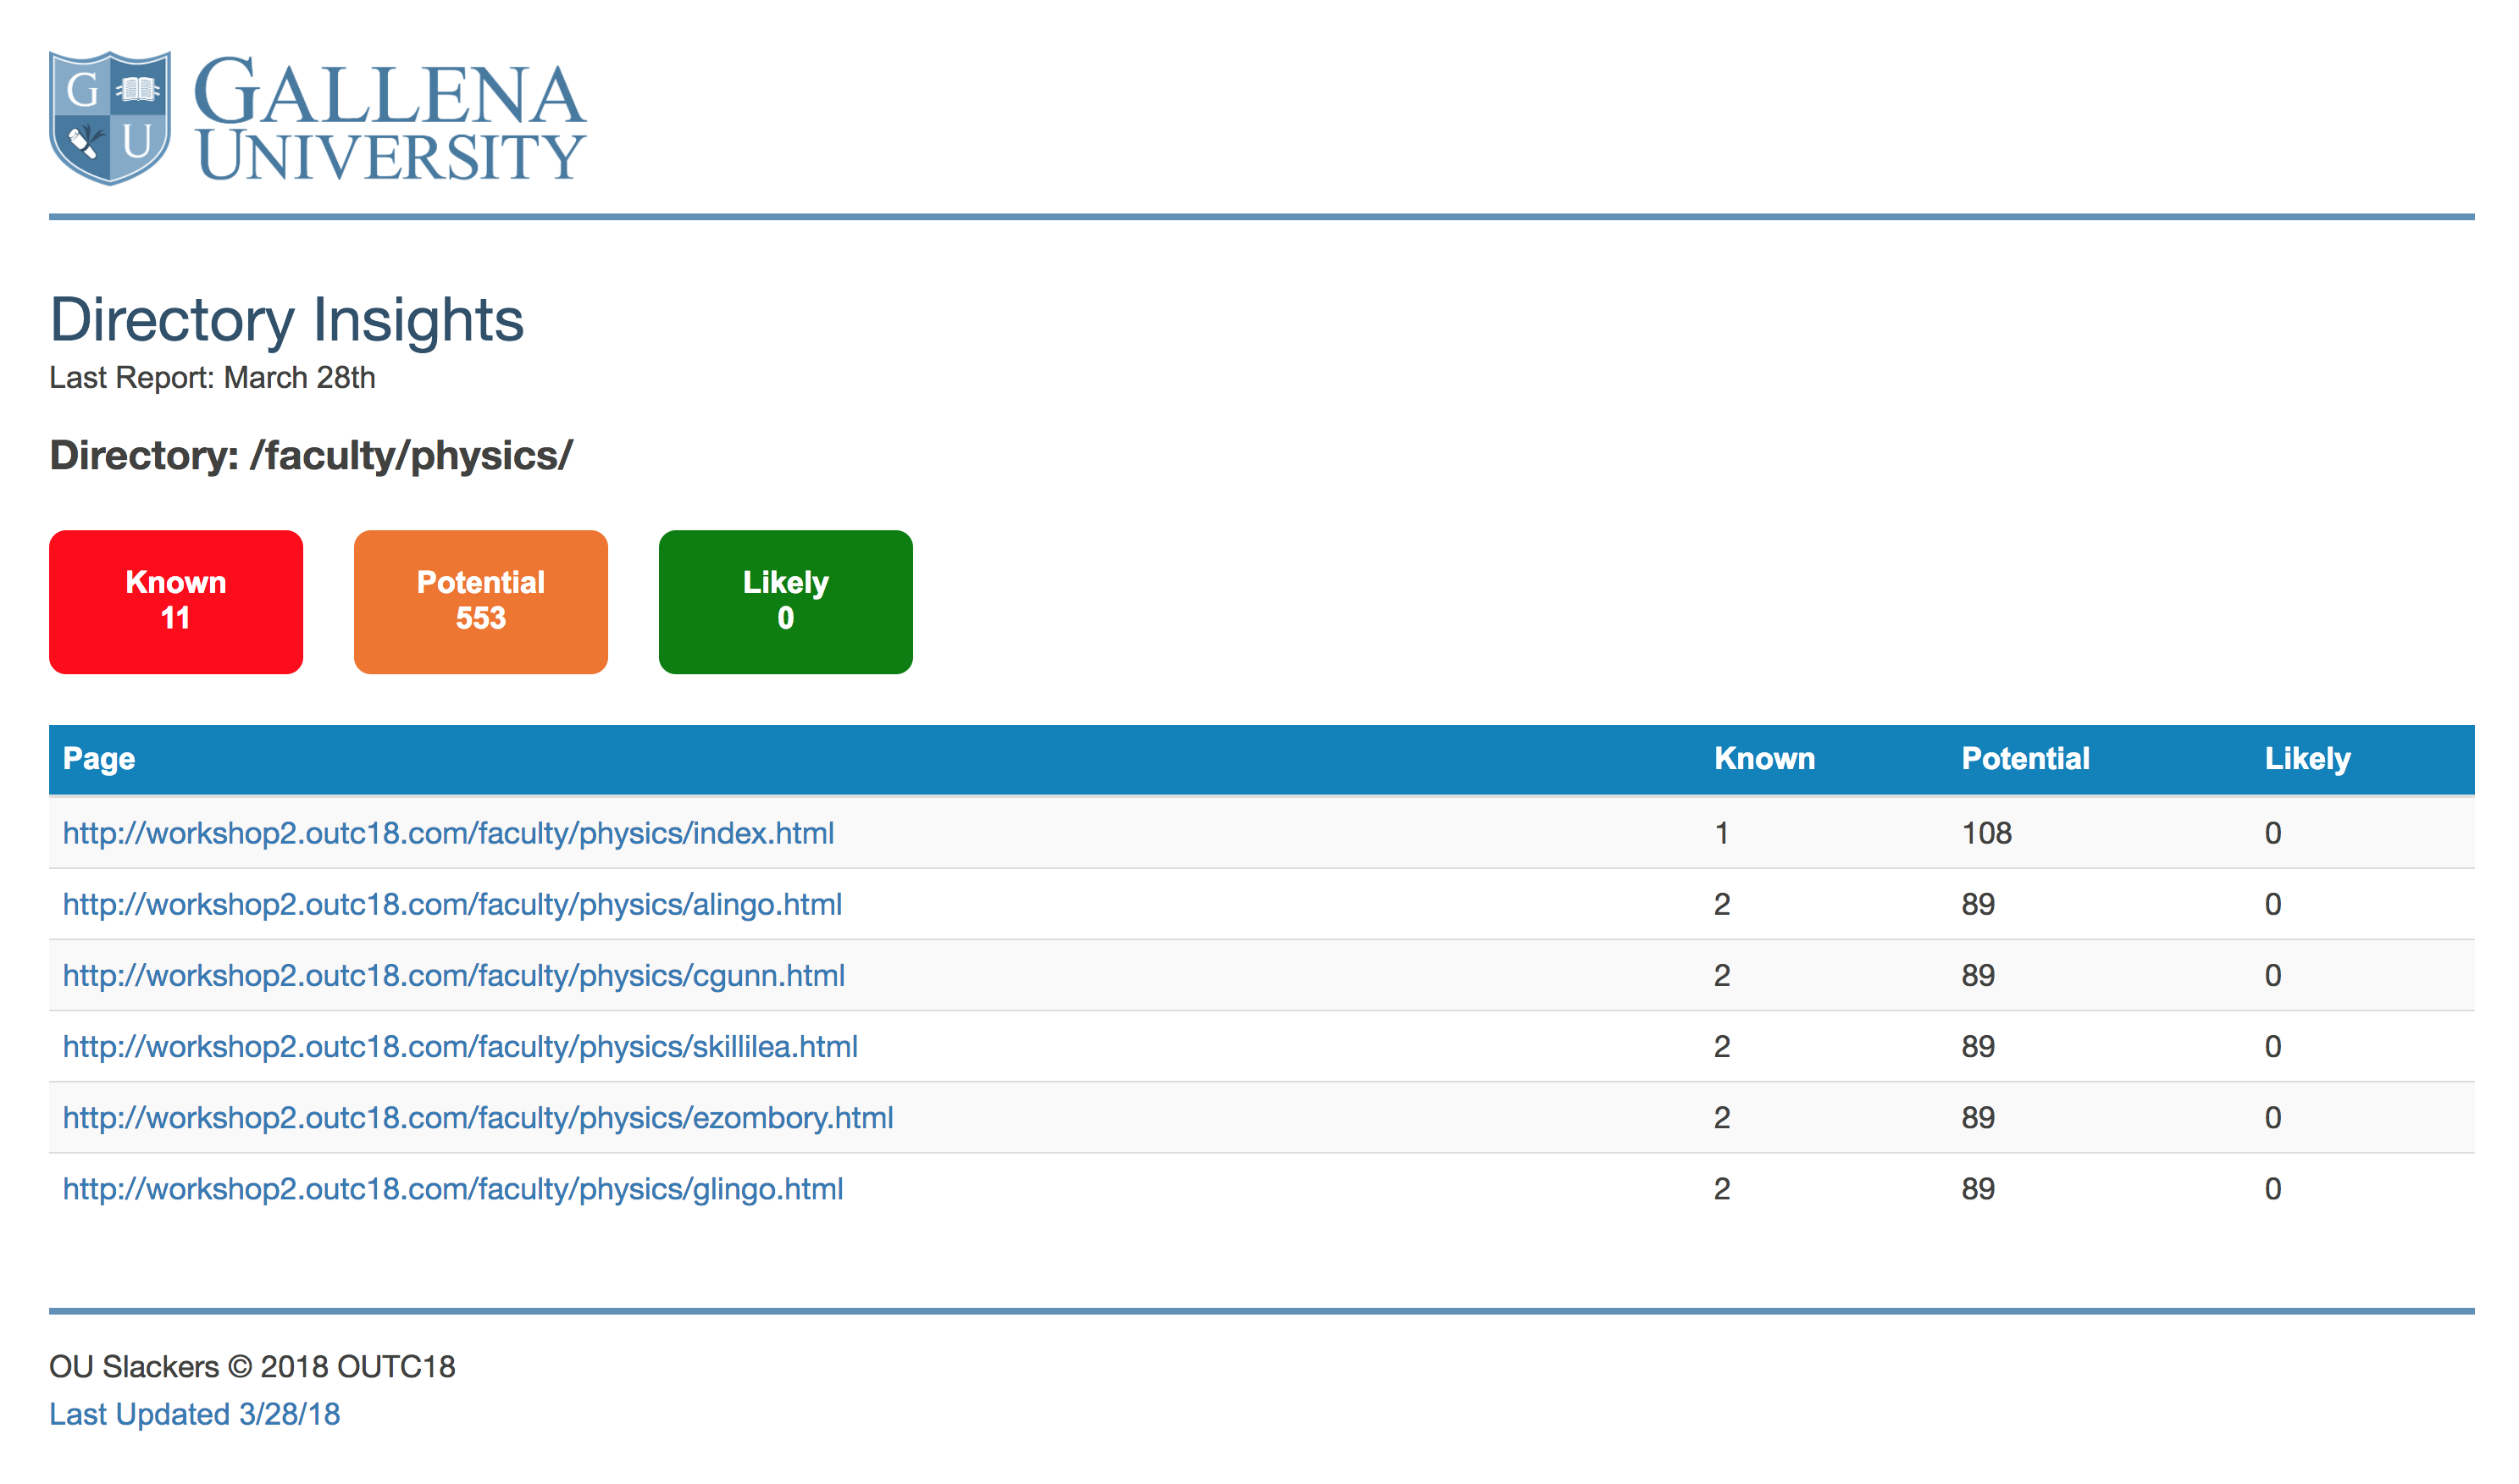 G
U
GALLENA
UNIVERSITY
Directory Insights
Last Report: March 28th
Directory: /faculty/physics/
Known
11
Potential
553
Likely
0
Page Known Potential Likely
http://workshop2.outc18.com/faculty/physics/index.html 1 108 0
http://workshop2.outc18.com/faculty/physics/alingo.html 2 89 0
http://workshop2.outc18.com/faculty/physics/cgunn.html 2 89 0
http://workshop2.outc18.com/faculty/physics/skillilea.html 2 89 0
http://workshop2.outc18.com/faculty/physics/ezombory.html 2 89 0
http://workshop2.outc18.com/faculty/physics/glingo.html 2 89 0
OU Slackers © 2018 OUTC18
Last Updated 3/28/18